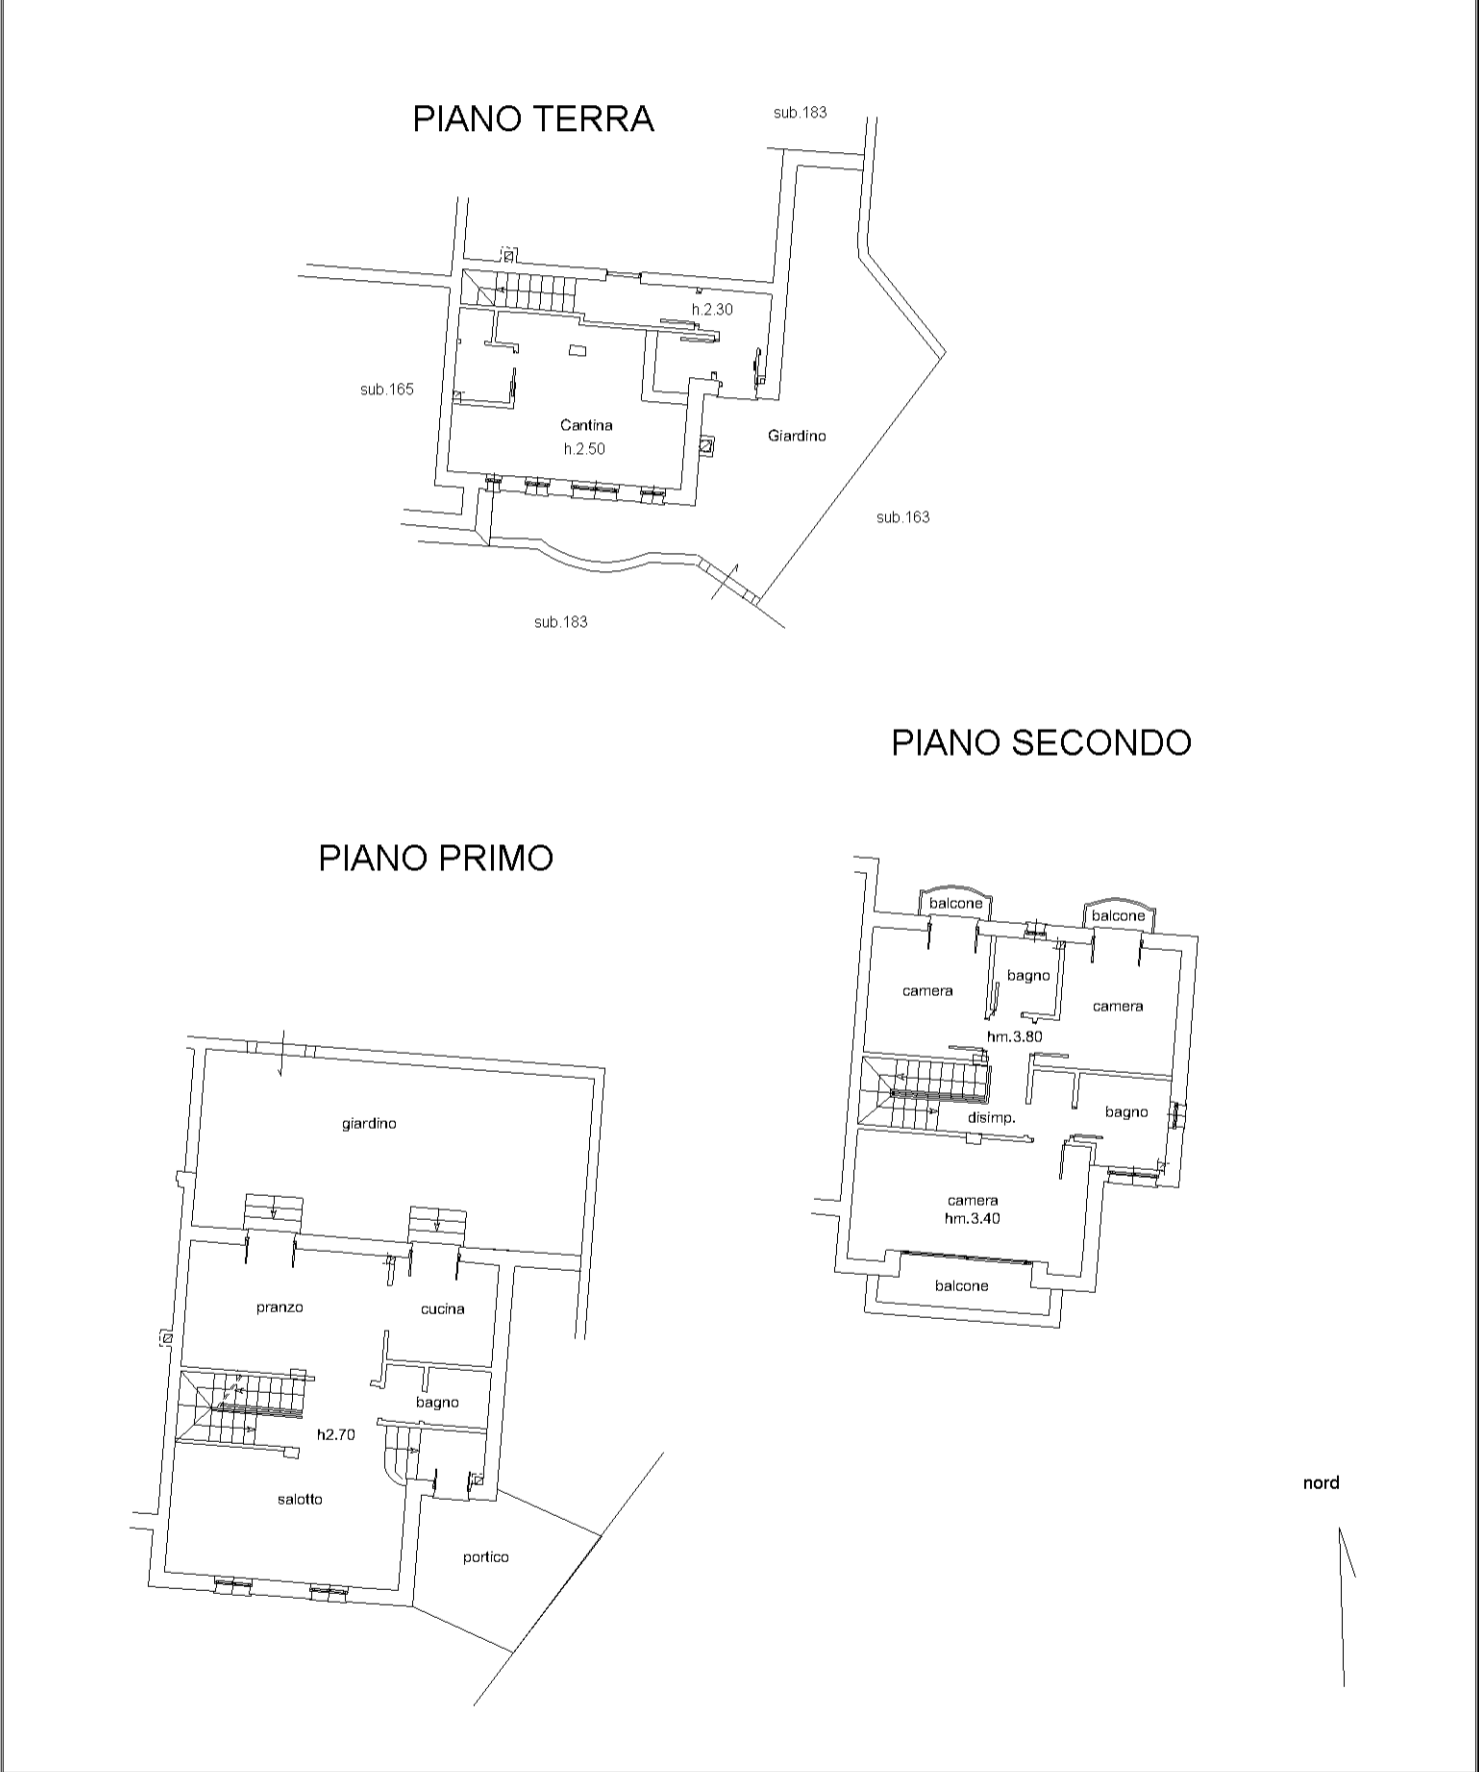 PIANO TERRA
sub.183
h.2.30
sub.165
Cantina
h.2.50
Giardino
sub.163
sub.183
PIANO SECONDO
balcone
balcone
bagno
camera
camera
hm.3.80
disimp.
bagno
camera
hm.3.40
balcone
PIANO PRIMO
giardino
pranzo
cucina
bagno
h2.70
salotto
portico
nord